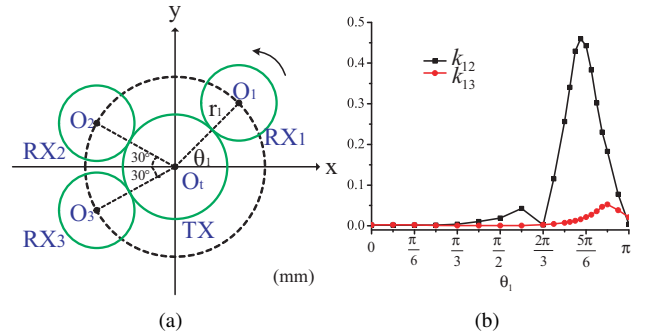 y
O₁
r₁
RX1
O₂
30°
θ₁
x
RX2
30°
Oₜ
O₃
RX3
TX
(mm)
(a)
0.5
0.4
0.3
0.2
0.1
0.0
k₁₂
k₁₃
0 π/6 π/3 π/2 2π/3 5π/6 π
θ₁
(b)